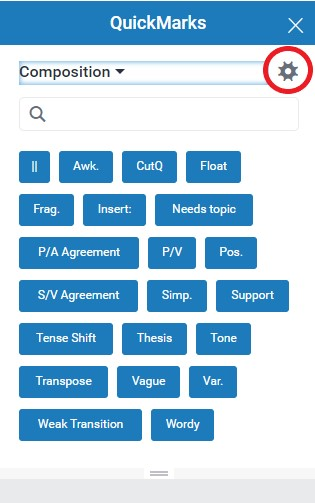 QuickMarks
Composition
|| Awk. CutQ Float
Frag. Insert: Needs topic
P/A Agreement P/V Pos.
S/V Agreement Simp. Support
Tense Shift Thesis Tone
Transpose Vague Var.
Weak Transition Wordy